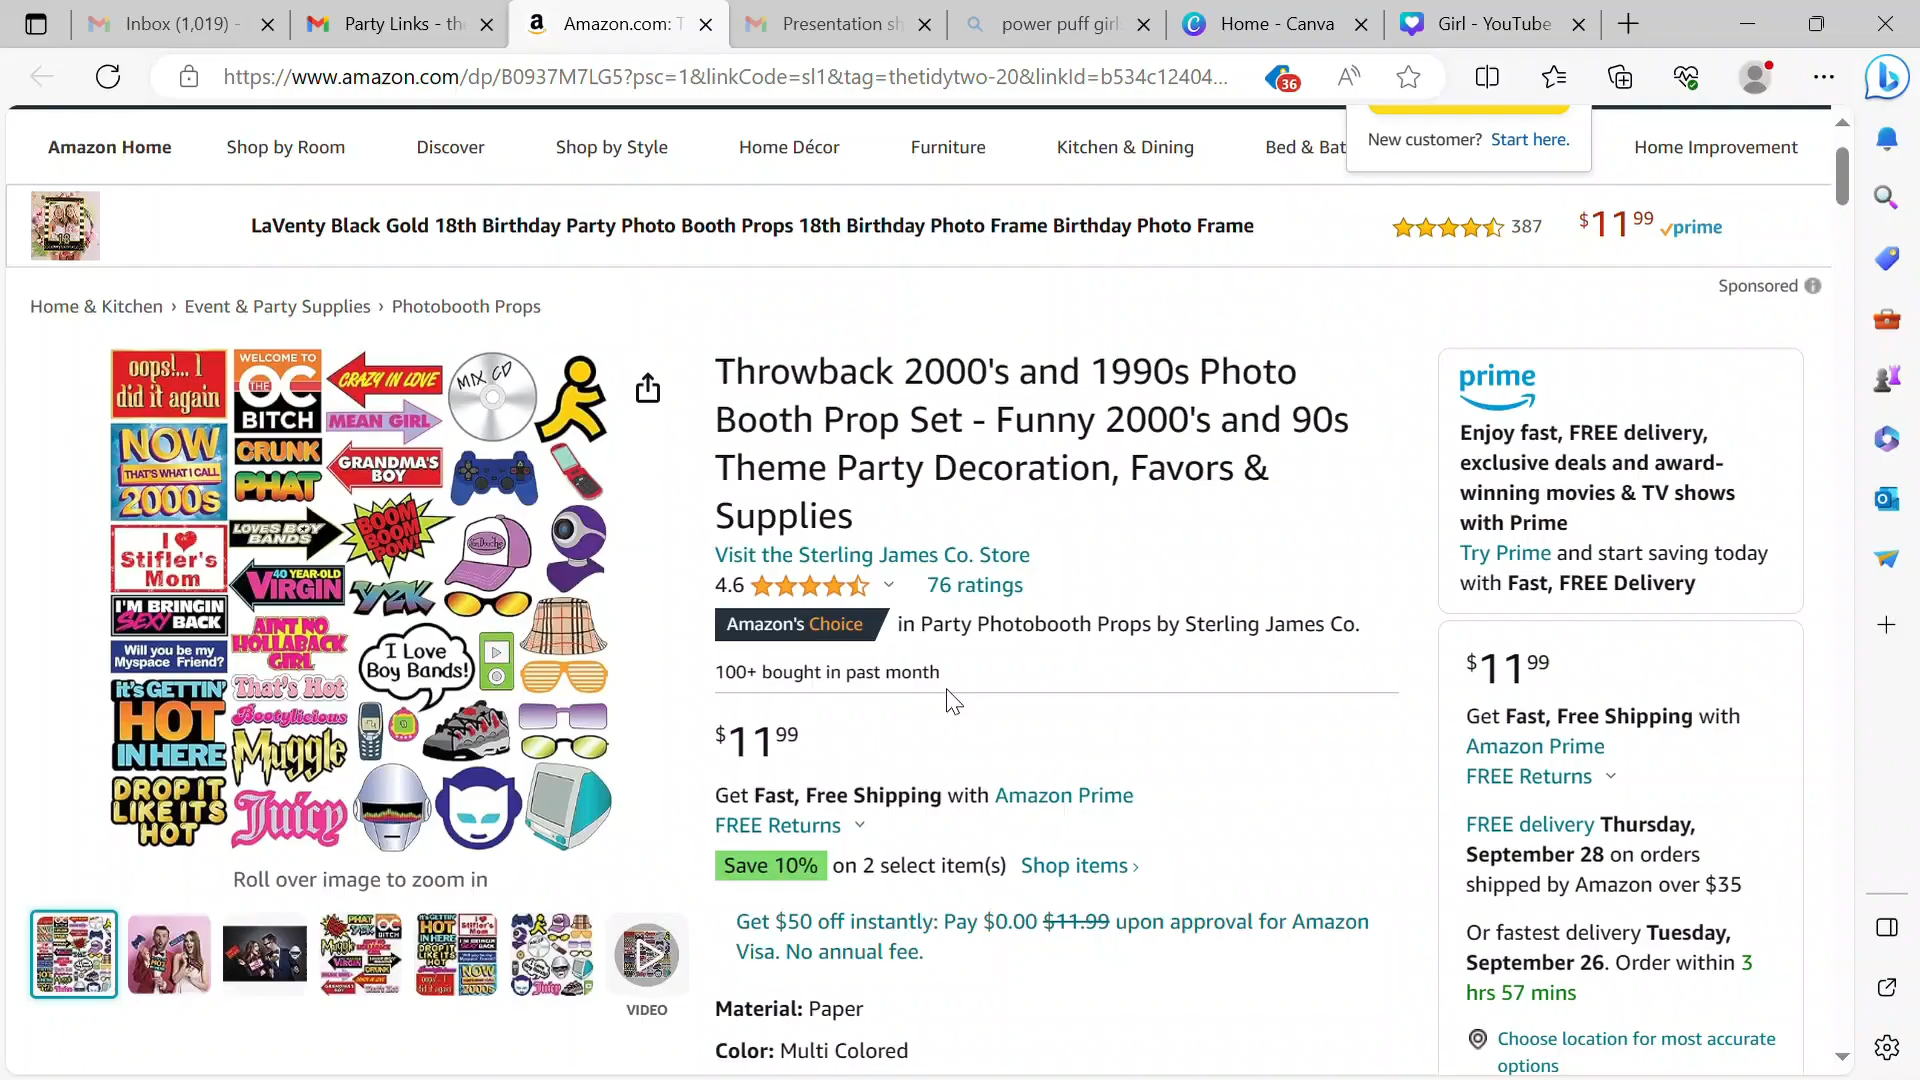 Inbox (1,019) -
Party Links - the
Amazon.com: T
Presentation sh
power puff girls
Home - Canva
Girl - YouTube
https://www.amazon.com/dp/B0937M7LG5?psc=1&linkCode=sl1&tag=thetidytwo-20&linkId=b534c12404...
36
New customer? Start here.
Amazon Home
Shop by Room
Discover
Shop by Style
Home Décor
Furniture
Kitchen & Dining
Bed & Bat
Home Improvement
LaVenty Black Gold 18th Birthday Party Photo Booth Props 18th Birthday Photo Frame Birthday Photo Frame
387
$11 99 prime
Sponsored
Home & Kitchen › Event & Party Supplies › Photobooth Props
oops!... I
did it again
WELCOME TO
THE OC
BITCH
CRAZY IN LOVE
MEAN GIRL
MIX CD
NOW
THAT'S WHAT I CALL
2000s
CRUNK
PHAT
GRANDMA'S
BOY
LOVES BOY
BANDS
BOOM
BOOM
POW!
Von Douche
I ♥
Stifler's
Mom
40 YEAR-OLD
VIRGIN
Y2K
I'M BRINGIN
SEXY BACK
AINT NO
HOLLABACK
GIRL
Will you be my
Myspace Friend?
I Love
Boy Bands!
it's GETTIN'
HOT
IN HERE
That's Hot
Bootylicious
Muggle
DROP IT
LIKE ITS
HOT
Juicy
Roll over image to zoom in
VIDEO
Throwback 2000's and 1990s Photo
Booth Prop Set - Funny 2000's and 90s
Theme Party Decoration, Favors &
Supplies
Visit the Sterling James Co. Store
4.6
76 ratings
Amazon's Choice in Party Photobooth Props by Sterling James Co.
100+ bought in past month
$11 99
Get Fast, Free Shipping with Amazon Prime
FREE Returns
Save 10% on 2 select item(s) Shop items ›
Get $50 off instantly: Pay $0.00 $11.99 upon approval for Amazon
Visa. No annual fee.
Material: Paper
Color: Multi Colored
prime
Enjoy fast, FREE delivery,
exclusive deals and award-
winning movies & TV shows
with Prime
Try Prime and start saving today
with Fast, FREE Delivery
$11 99
Get Fast, Free Shipping with
Amazon Prime
FREE Returns
FREE delivery Thursday,
September 28 on orders
shipped by Amazon over $35
Or fastest delivery Tuesday,
September 26. Order within 3
hrs 57 mins
Choose location for most accurate
options